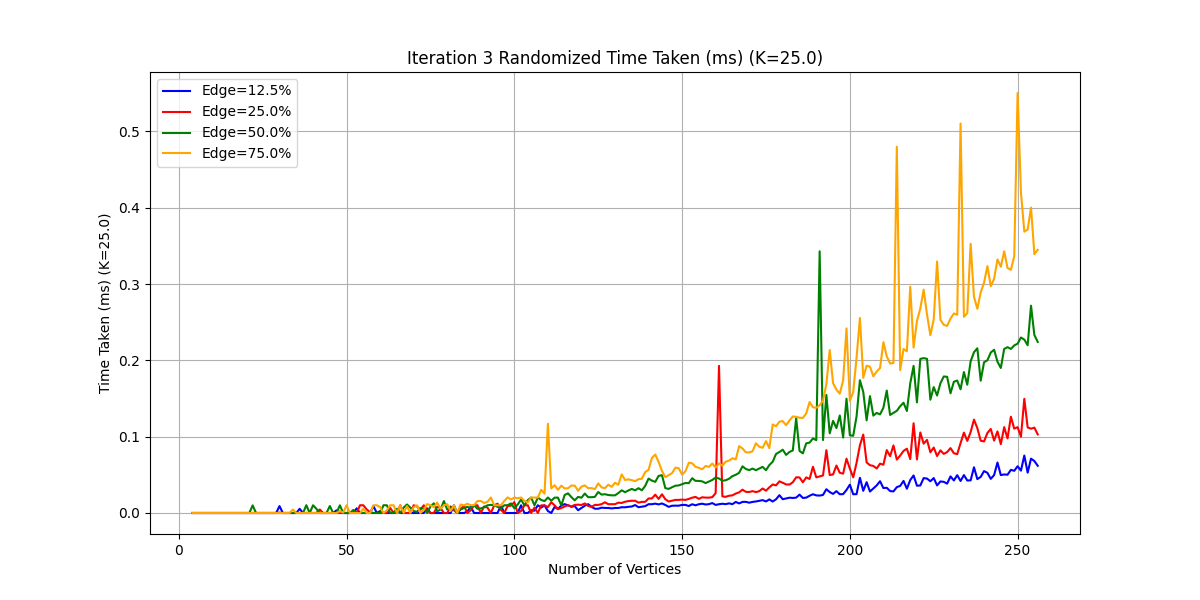 Iteration 3 Randomized Time Taken (ms) (K=25.0)
Edge=12.5%
Edge=25.0%
Edge=50.0%
Edge=75.0%
Time Taken (ms) (K=25.0)
0.5
0.4
0.3
0.2
0.1
0.0
0 50 100 150 200 250
Number of Vertices